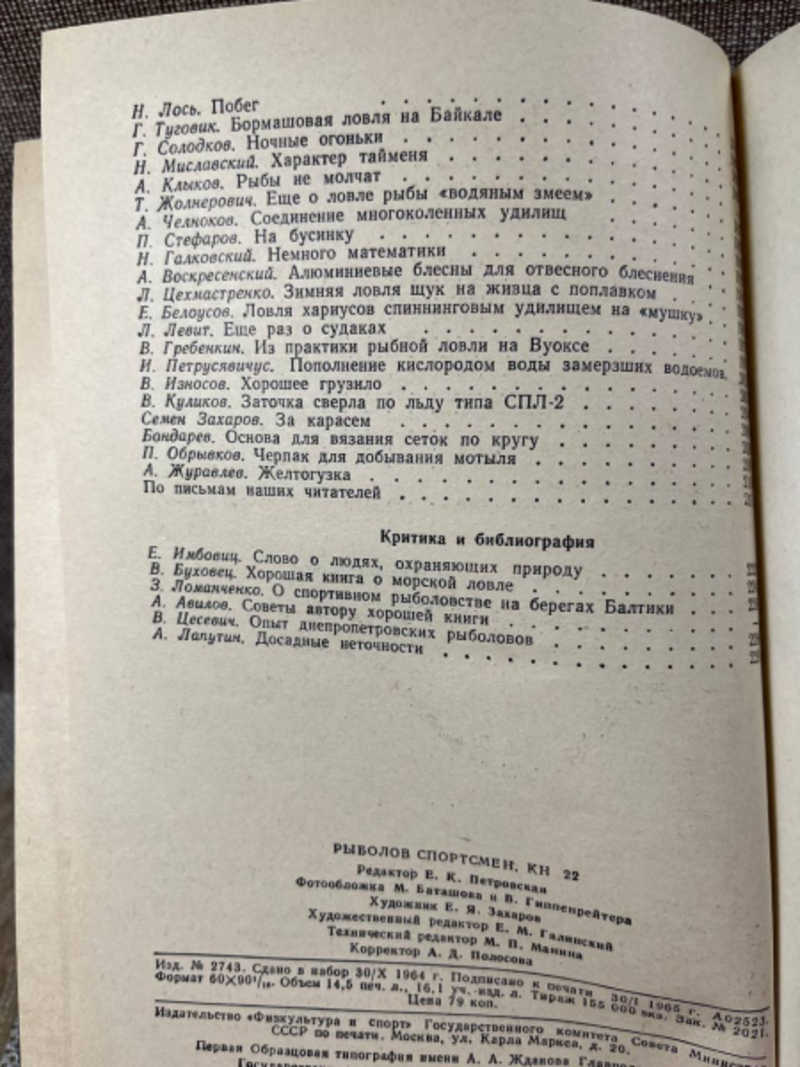 Н. Лось. Побег
Г. Туговик. Бормашовая ловля на Байкале
Г. Солодков. Ночные огоньки
Н. Миславский. Характер тайменя
А. Клыков. Рыбы не молчат
Т. Жолнерович. Еще о ловле рыбы «водяным змеем»
А. Челноков. Соединение многоколенных удилищ
П. Стефаров. На бусинку
Н. Галковский. Немного математики
А. Воскресенский. Алюминиевые блесны для отвесного блеснения
Л. Цехмастренко. Зимняя ловля щук на живца с поплавком
Е. Белоусов. Ловля хариусов спиннинговым удилищем на «мушку»
Л. Левит. Еще раз о судаках
В. Гребенкин. Из практики рыбной ловли на Вуоксе
И. Петрусявичус. Пополнение кислородом воды замерзших водоемов.
В. Износов. Хорошее грузило
В. Куликов. Заточка сверла по льду типа СПЛ-2
Семен Захаров. За карасем
Бондарев. Основа для вязания сеток по кругу
П. Обрывков. Черпак для добывания мотыля
А. Журавлев. Желтогузка
По письмам наших читателей
Критика и библиография
Е. Имбовиц. Слово о людях, охраняющих природу
В. Буховец. Хорошая книга о морской ловле
З. Ломанченко. О спортивном рыболовстве на берегах Балтики
А. Авилов. Советы автору хорошей книги
В. Цесевич. Опыт днепропетровских рыболовов
А. Лапутин. Досадные неточности
РЫБОЛОВ СПОРТСМЕН, КН 22
Редактор Е. К. Петровская
Фотообложка М. Баташова и В. Гиппенрейтера
Художник Е. Я. Захаров
Художественный редактор Е. М. Галинский
Технический редактор М. П. Манина
Корректор А. Д. Полосова
Изд. № 2743. Сдано в набор 30/X 1964 г. Подписано к печати 30/I 1965 г. А02523.
Формат 60×90¹/₁₆. Объем 14,5 печ. л., 16,1 уч.-изд. л. Тираж 155 000 экз. Зак. № 2021.
Цена 79 коп.
Издательство «Физкультура и спорт» Государственного комитета Совета Министров
СССР по печати. Москва, ул. Карла Маркса, д. 20.
Первая Образцовая типография имени А. А. Жданова